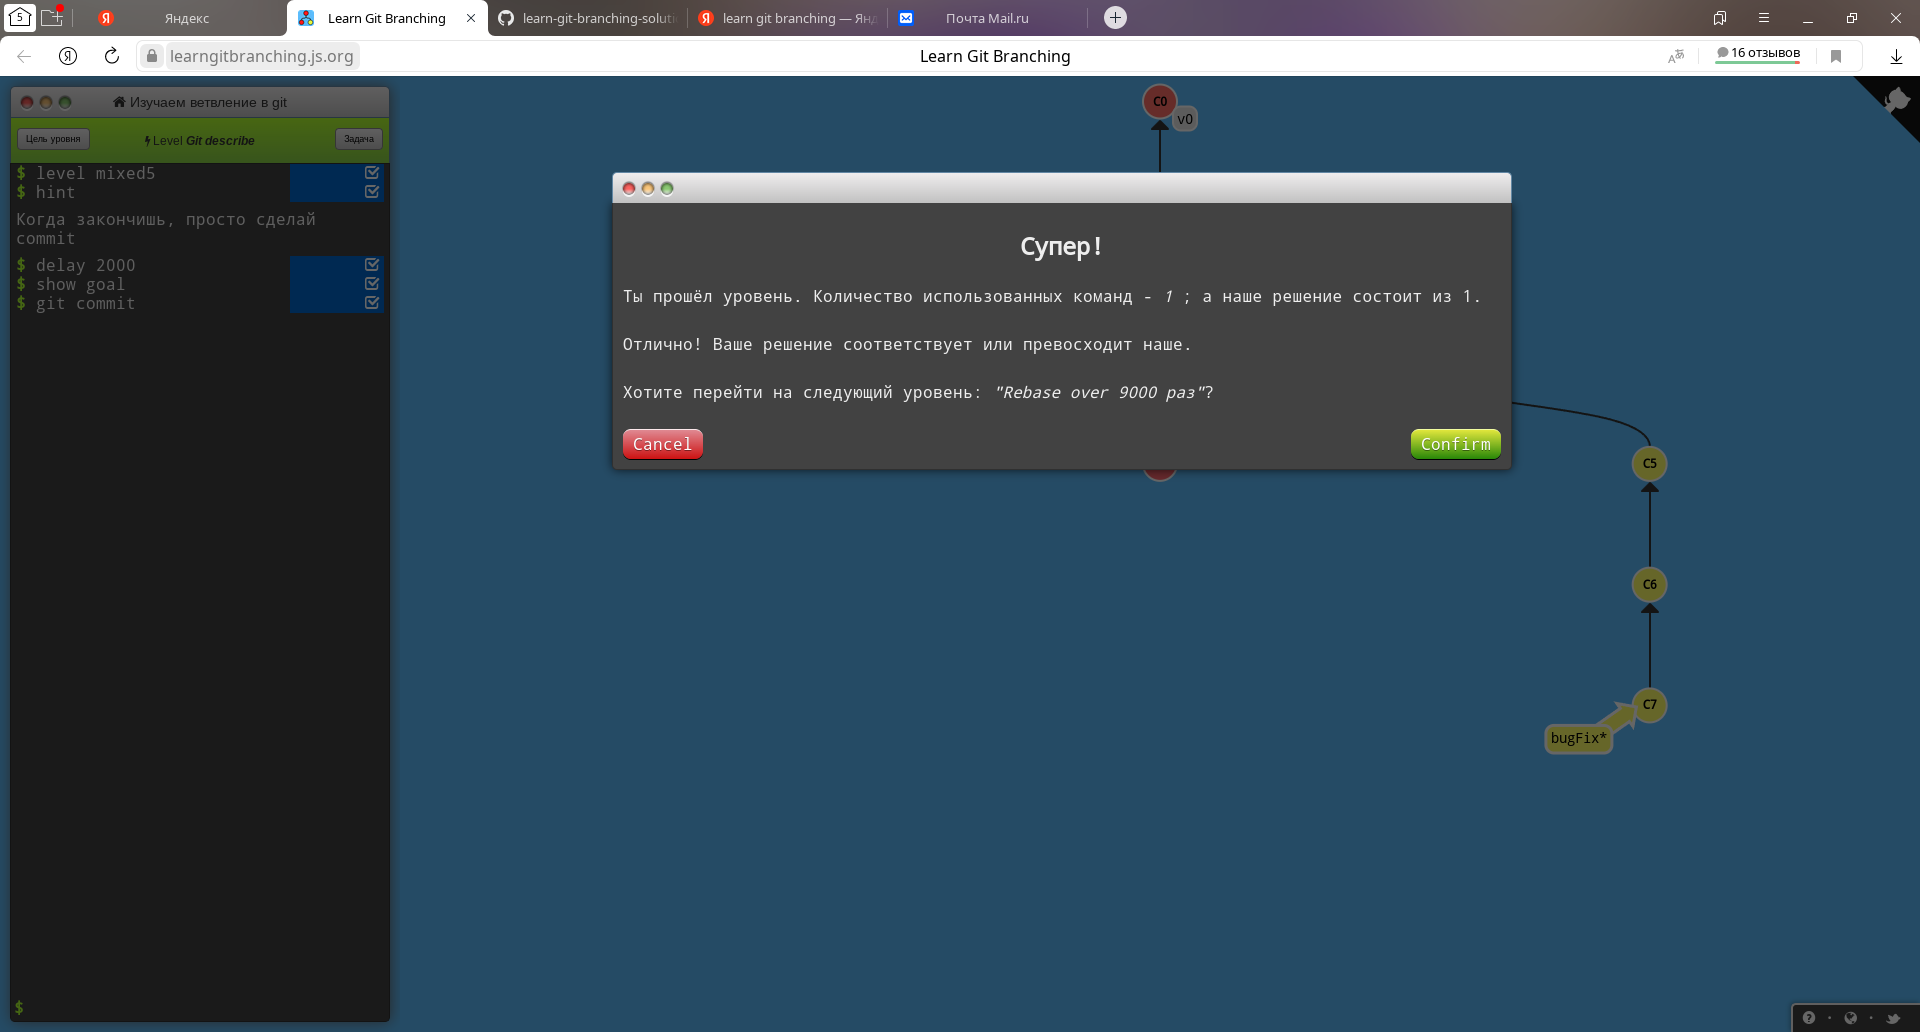 5
Яндекс
Learn Git Branching
learn-git-branching-soluti
learn git branching — Янд
Почта Mail.ru
learngitbranching.js.org
Learn Git Branching
16 отзывов
Изучаем ветвление в git
Цель уровня
Level Git describe
Задача
$ level mixed5
$ hint
Когда закончишь, просто сделай
commit
$ delay 2000
$ show goal
$ git commit
$
C0
v0
Супер!
Ты прошёл уровень. Количество использованных команд - 1 ; а наше решение состоит из 1.
Отлично! Ваше решение соответствует или превосходит наше.
Хотите перейти на следующий уровень: "Rebase over 9000 раз"?
Cancel
Confirm
C5
C6
C7
bugFix*